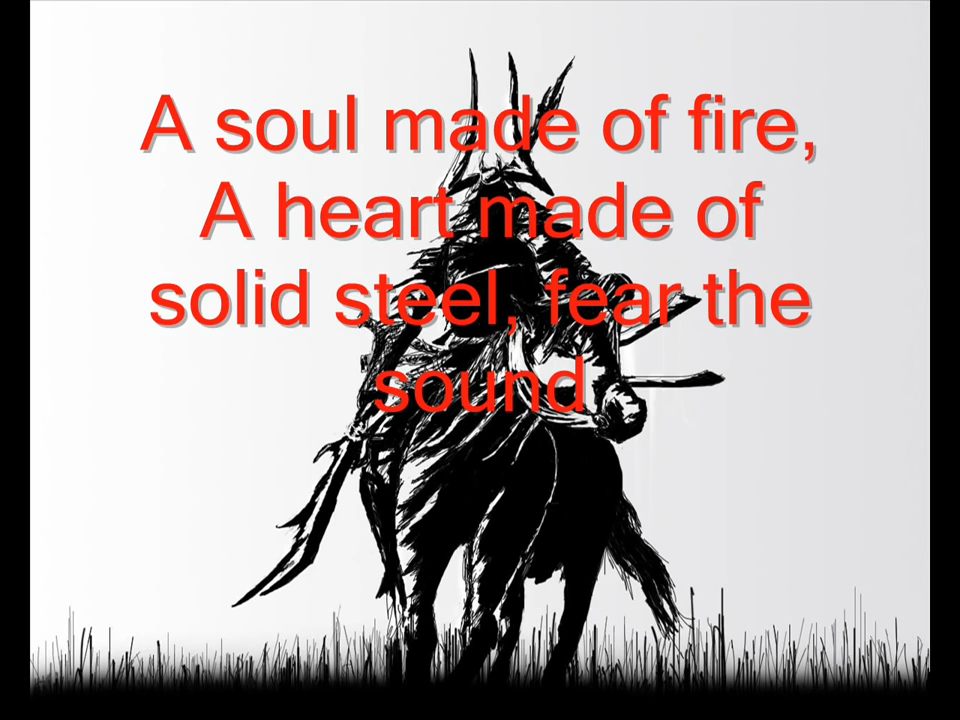 A soul made of fire,
A heart made of
solid steel, fear the
sound